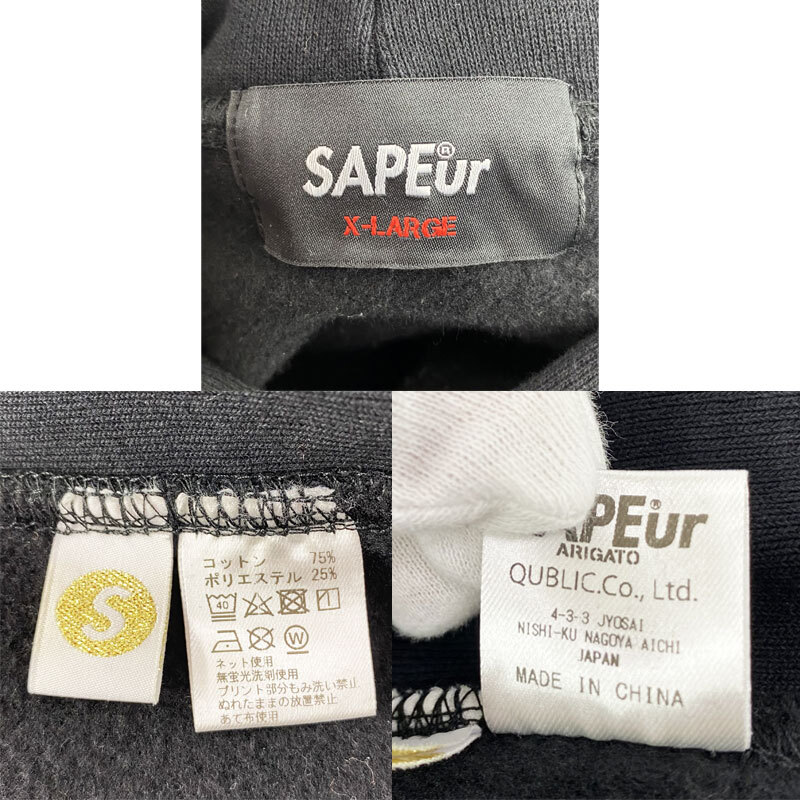 SAPEur®
X-LARGE
S
コットン 75%
ポリエステル 25%
40
ネット使用
無蛍光洗剤使用
プリント部分もみ洗い禁止
ぬれたままの放置禁止
あて布使用
APEur®
ARIGATO
QUBLIC.Co., Ltd.
4-3-3 JYOSAI
NISHI-KU NAGOYA AICHI
JAPAN
MADE IN CHINA